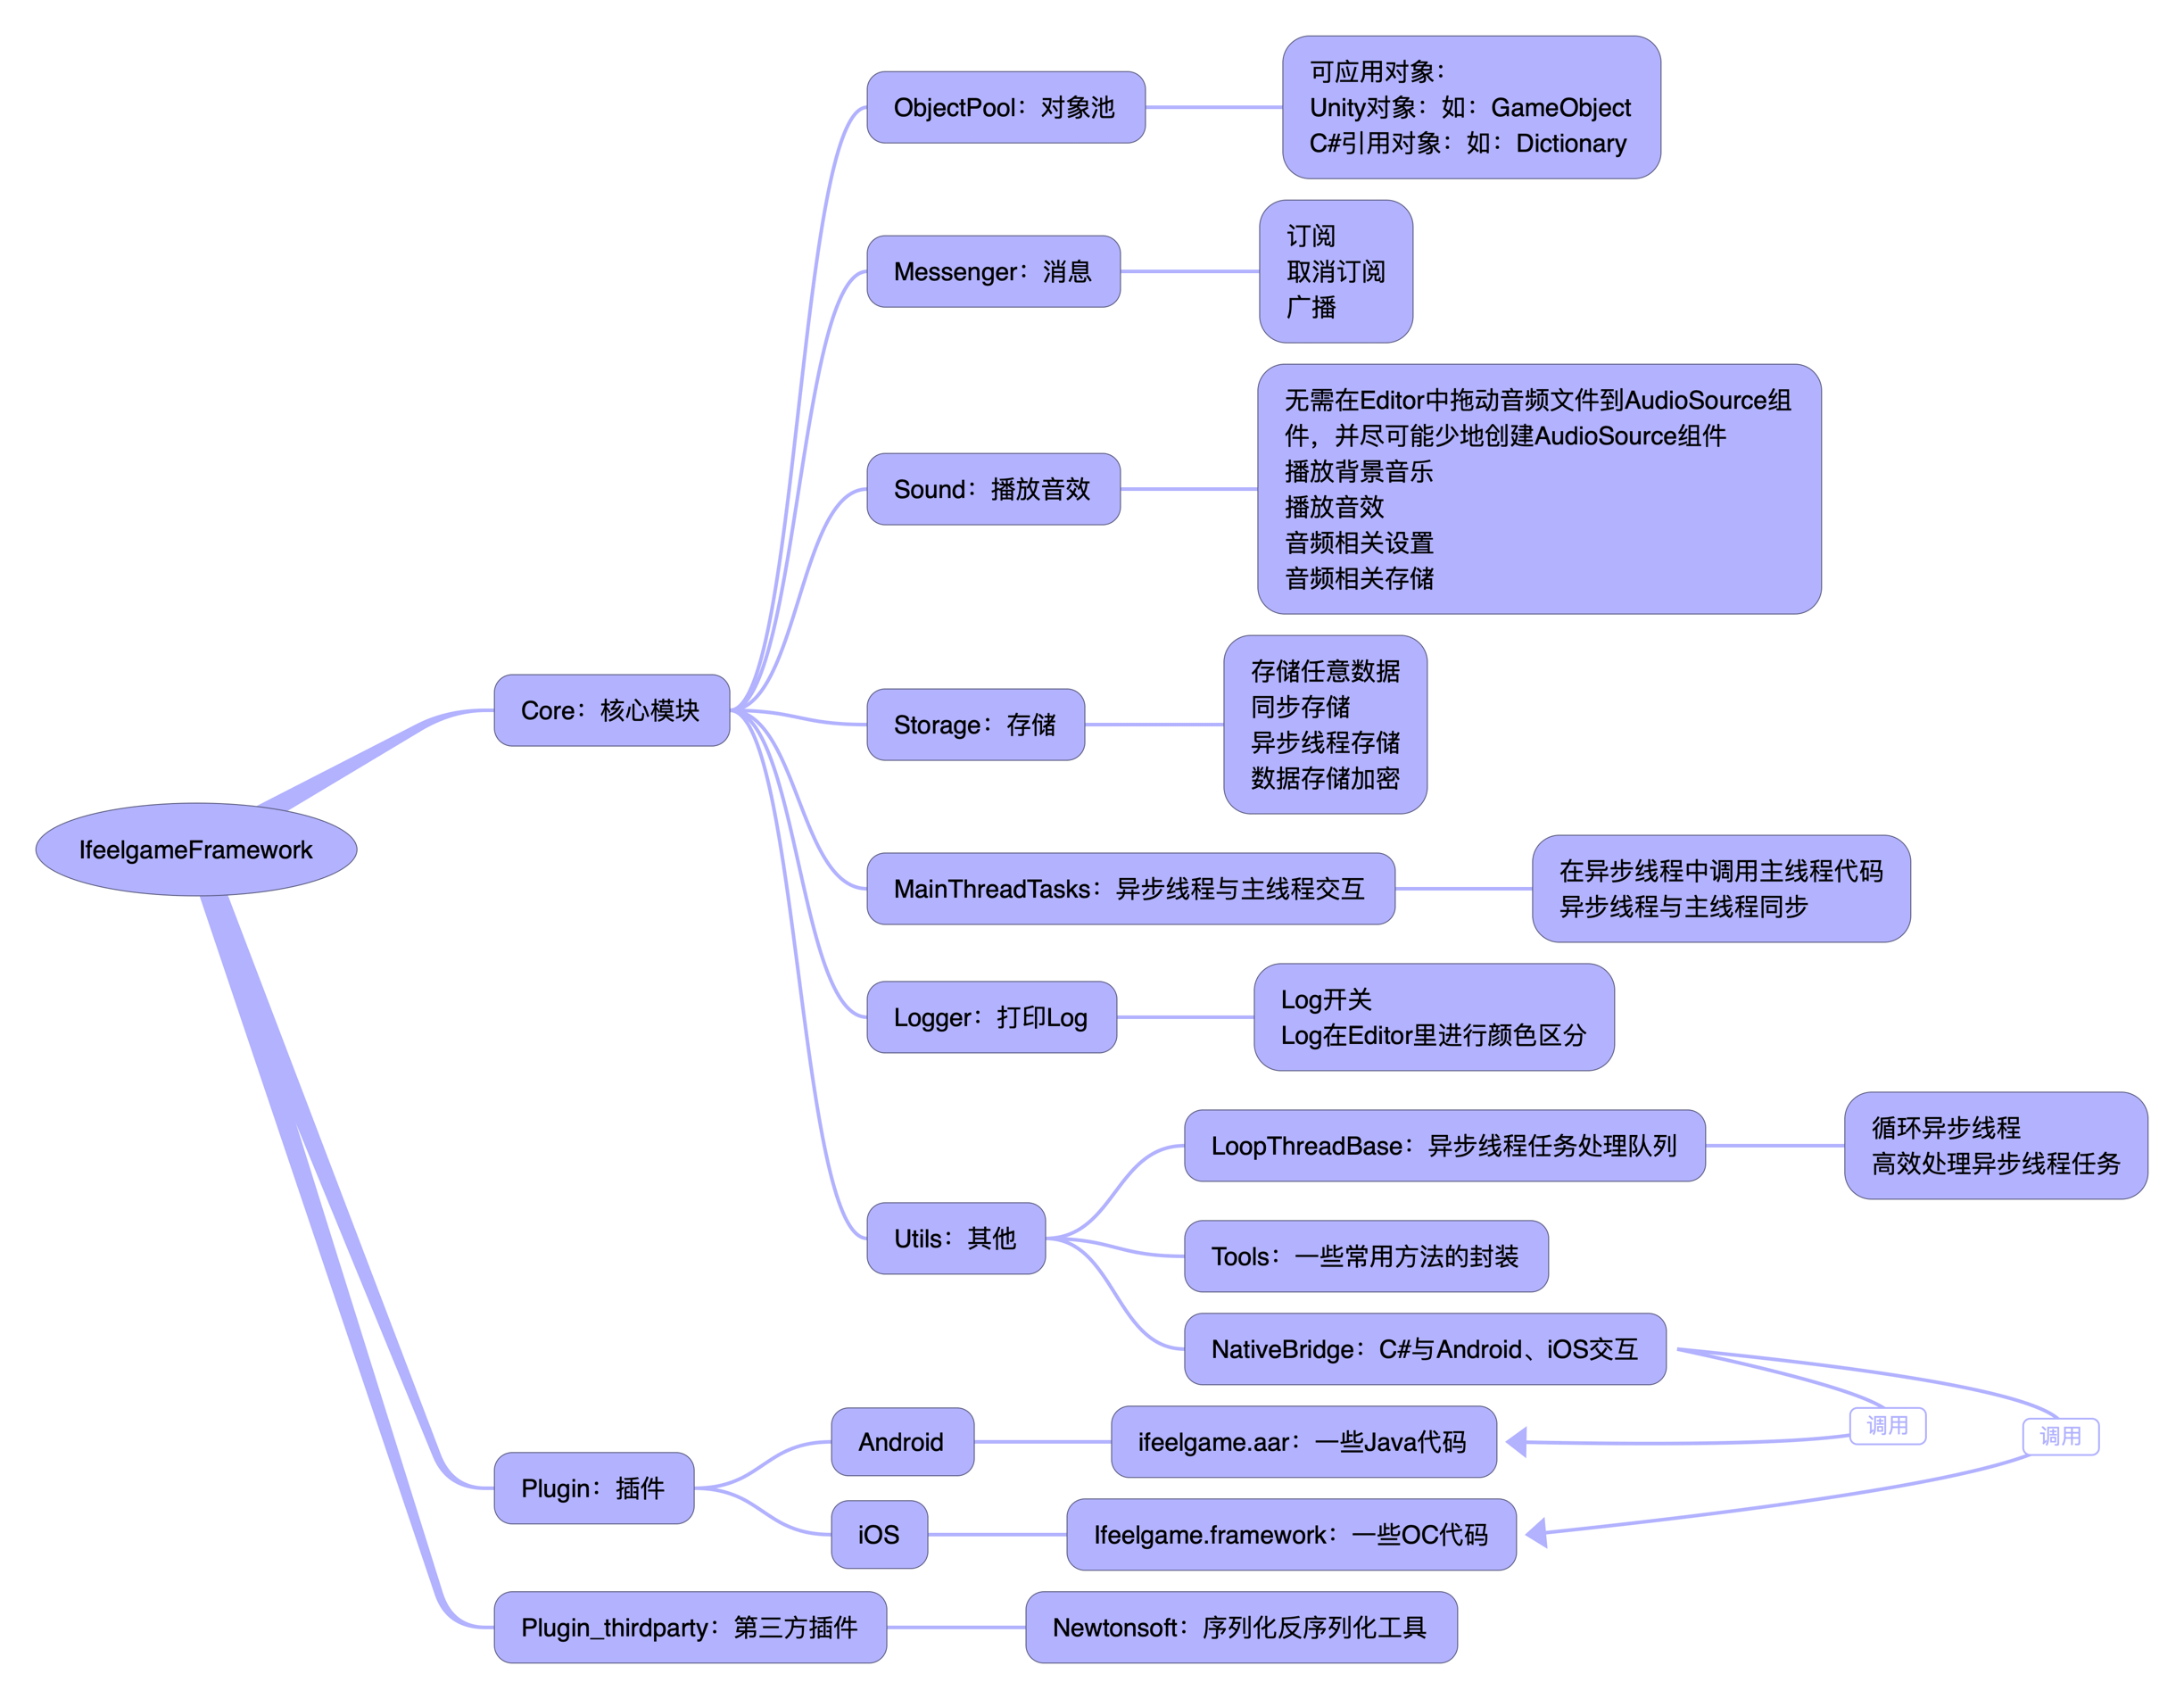 IfeelgameFramework
Core：核心模块
ObjectPool：对象池
可应用对象：
Unity对象：如：GameObject
C#引用对象：如：Dictionary
Messenger：消息
订阅
取消订阅
广播
Sound：播放音效
无需在Editor中拖动音频文件到AudioSource组
件，并尽可能少地创建AudioSource组件
播放背景音乐
播放音效
音频相关设置
音频相关存储
Storage：存储
存储任意数据
同步存储
异步线程存储
数据存储加密
MainThreadTasks：异步线程与主线程交互
在异步线程中调用主线程代码
异步线程与主线程同步
Logger：打印Log
Log开关
Log在Editor里进行颜色区分
Utils：其他
LoopThreadBase：异步线程任务处理队列
循环异步线程
高效处理异步线程任务
Tools：一些常用方法的封装
NativeBridge：C#与Android、iOS交互
调用
调用
Plugin：插件
Android
ifeelgame.aar：一些Java代码
iOS
Ifeelgame.framework：一些OC代码
Plugin_thirdparty：第三方插件
Newtonsoft：序列化反序列化工具